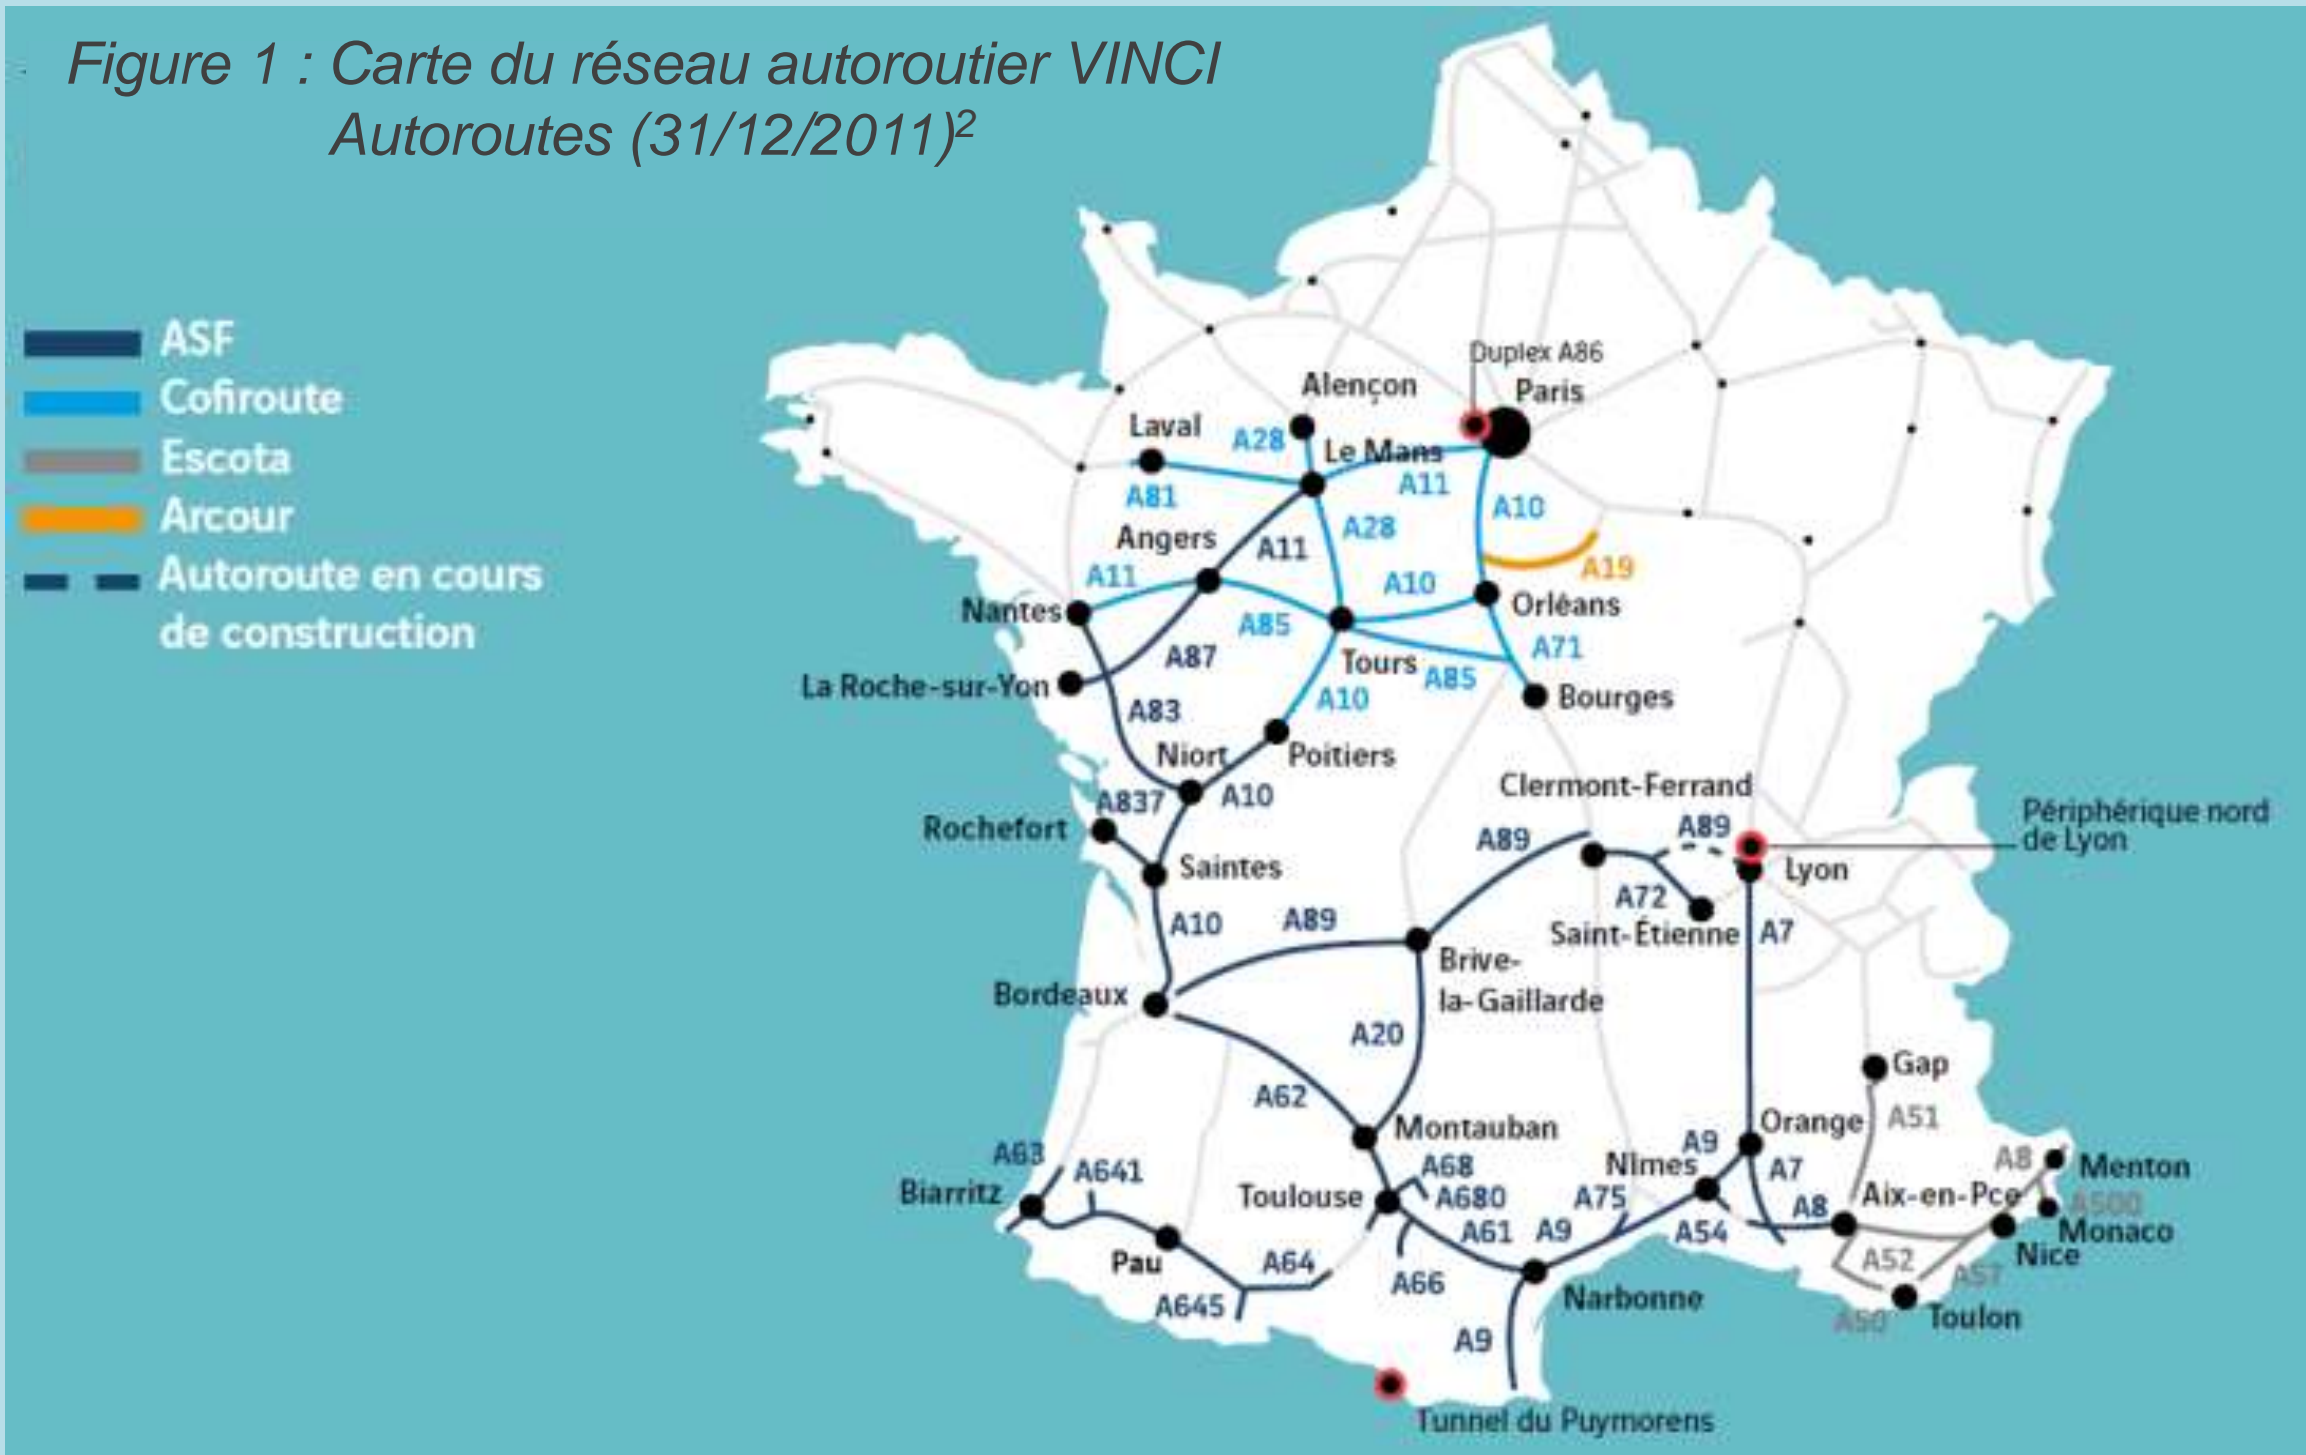 Figure 1 : Carte du réseau autoroutier VINCI
Autoroutes (31/12/2011)²
ASF
Cofiroute
Escota
Arcour
Autoroute en cours
de construction
Duplex A86
Paris
Alençon
Laval
A28
Le Mans
A11
A81
A10
A28
Angers
A11
A19
A11
A10
Nantes
Orléans
A85
A71
A87
Tours
A85
La Roche-sur-Yon
A10
Bourges
A83
Niort
Poitiers
Clermont-Ferrand
A837
A10
Périphérique nord
de Lyon
Rochefort
A89
A89
Saintes
Lyon
A72
A10
A89
Saint-Étienne
A7
Brive-
la-Gaillarde
Bordeaux
A20
Gap
A62
A51
Orange
Montauban
A9
A63
A641
A68
Nîmes
A7
A8
Menton
Biarritz
Toulouse
A680
A75
A8
Aix-en-Pce
A500
Monaco
A61
A9
A54
Pau
A64
A66
A52
Nice
A57
A645
Narbonne
A50
Toulon
A9
Tunnel du Puymorens